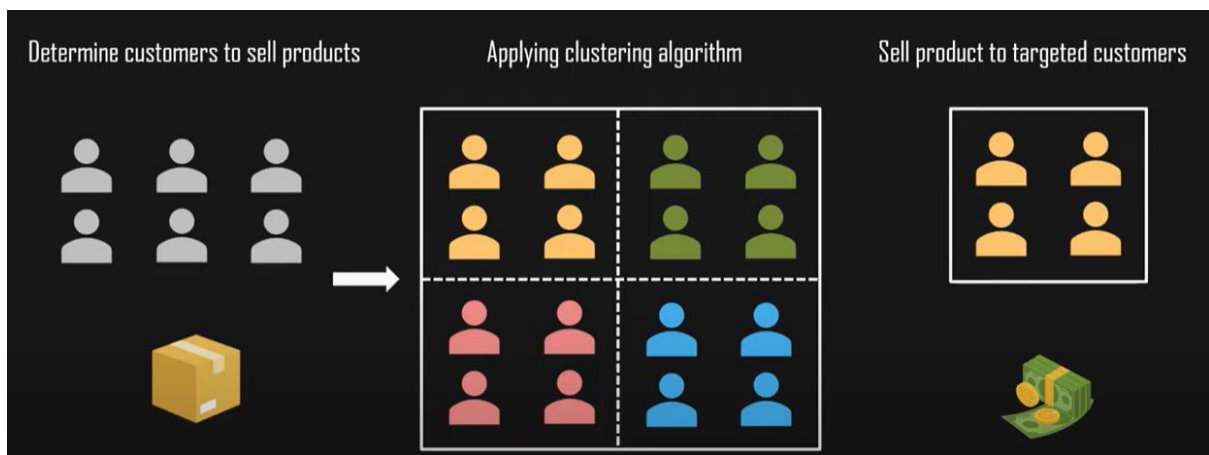 Determine customers to sell products
Applying clustering algorithm
Sell product to targeted customers